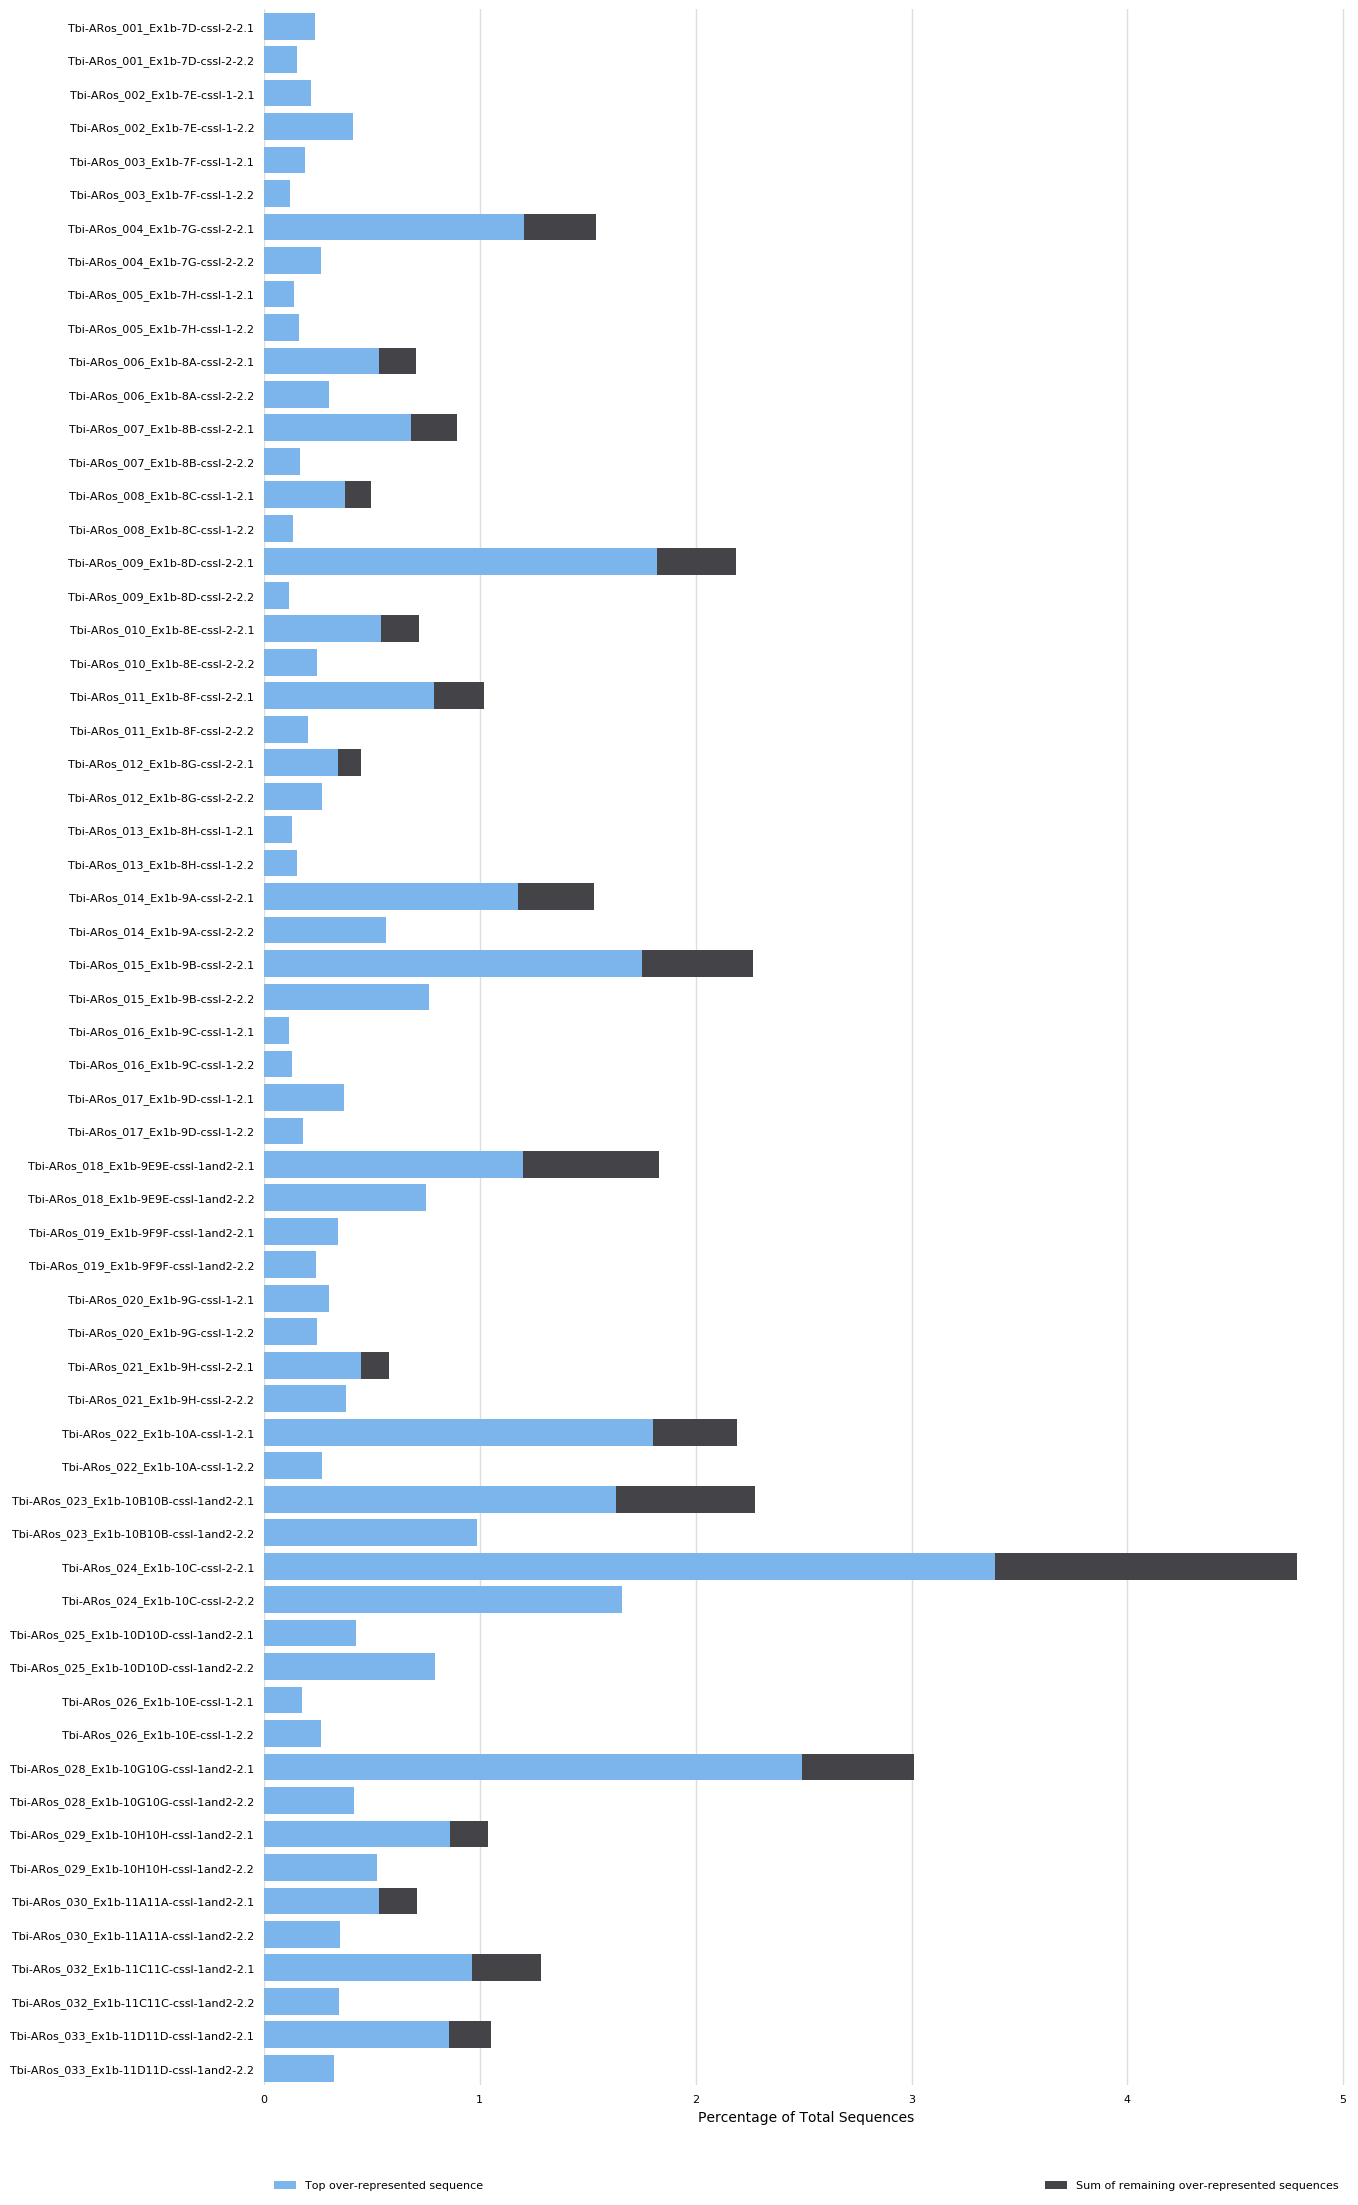 Tbi-ARos_001_Ex1b-7D-cssl-2-2.1
Tbi-ARos_001_Ex1b-7D-cssl-2-2.2
Tbi-ARos_002_Ex1b-7E-cssl-1-2.1
Tbi-ARos_002_Ex1b-7E-cssl-1-2.2
Tbi-ARos_003_Ex1b-7F-cssl-1-2.1
Tbi-ARos_003_Ex1b-7F-cssl-1-2.2
Tbi-ARos_004_Ex1b-7G-cssl-2-2.1
Tbi-ARos_004_Ex1b-7G-cssl-2-2.2
Tbi-ARos_005_Ex1b-7H-cssl-1-2.1
Tbi-ARos_005_Ex1b-7H-cssl-1-2.2
Tbi-ARos_006_Ex1b-8A-cssl-2-2.1
Tbi-ARos_006_Ex1b-8A-cssl-2-2.2
Tbi-ARos_007_Ex1b-8B-cssl-2-2.1
Tbi-ARos_007_Ex1b-8B-cssl-2-2.2
Tbi-ARos_008_Ex1b-8C-cssl-1-2.1
Tbi-ARos_008_Ex1b-8C-cssl-1-2.2
Tbi-ARos_009_Ex1b-8D-cssl-2-2.1
Tbi-ARos_009_Ex1b-8D-cssl-2-2.2
Tbi-ARos_010_Ex1b-8E-cssl-2-2.1
Tbi-ARos_010_Ex1b-8E-cssl-2-2.2
Tbi-ARos_011_Ex1b-8F-cssl-2-2.1
Tbi-ARos_011_Ex1b-8F-cssl-2-2.2
Tbi-ARos_012_Ex1b-8G-cssl-2-2.1
Tbi-ARos_012_Ex1b-8G-cssl-2-2.2
Tbi-ARos_013_Ex1b-8H-cssl-1-2.1
Tbi-ARos_013_Ex1b-8H-cssl-1-2.2
Tbi-ARos_014_Ex1b-9A-cssl-2-2.1
Tbi-ARos_014_Ex1b-9A-cssl-2-2.2
Tbi-ARos_015_Ex1b-9B-cssl-2-2.1
Tbi-ARos_015_Ex1b-9B-cssl-2-2.2
Tbi-ARos_016_Ex1b-9C-cssl-1-2.1
Tbi-ARos_016_Ex1b-9C-cssl-1-2.2
Tbi-ARos_017_Ex1b-9D-cssl-1-2.1
Tbi-ARos_017_Ex1b-9D-cssl-1-2.2
Tbi-ARos_018_Ex1b-9E9E-cssl-1and2-2.1
Tbi-ARos_018_Ex1b-9E9E-cssl-1and2-2.2
Tbi-ARos_019_Ex1b-9F9F-cssl-1and2-2.1
Tbi-ARos_019_Ex1b-9F9F-cssl-1and2-2.2
Tbi-ARos_020_Ex1b-9G-cssl-1-2.1
Tbi-ARos_020_Ex1b-9G-cssl-1-2.2
Tbi-ARos_021_Ex1b-9H-cssl-2-2.1
Tbi-ARos_021_Ex1b-9H-cssl-2-2.2
Tbi-ARos_022_Ex1b-10A-cssl-1-2.1
Tbi-ARos_022_Ex1b-10A-cssl-1-2.2
Tbi-ARos_023_Ex1b-10B10B-cssl-1and2-2.1
Tbi-ARos_023_Ex1b-10B10B-cssl-1and2-2.2
Tbi-ARos_024_Ex1b-10C-cssl-2-2.1
Tbi-ARos_024_Ex1b-10C-cssl-2-2.2
Tbi-ARos_025_Ex1b-10D10D-cssl-1and2-2.1
Tbi-ARos_025_Ex1b-10D10D-cssl-1and2-2.2
Tbi-ARos_026_Ex1b-10E-cssl-1-2.1
Tbi-ARos_026_Ex1b-10E-cssl-1-2.2
Tbi-ARos_028_Ex1b-10G10G-cssl-1and2-2.1
Tbi-ARos_028_Ex1b-10G10G-cssl-1and2-2.2
Tbi-ARos_029_Ex1b-10H10H-cssl-1and2-2.1
Tbi-ARos_029_Ex1b-10H10H-cssl-1and2-2.2
Tbi-ARos_030_Ex1b-11A11A-cssl-1and2-2.1
Tbi-ARos_030_Ex1b-11A11A-cssl-1and2-2.2
Tbi-ARos_032_Ex1b-11C11C-cssl-1and2-2.1
Tbi-ARos_032_Ex1b-11C11C-cssl-1and2-2.2
Tbi-ARos_033_Ex1b-11D11D-cssl-1and2-2.1
Tbi-ARos_033_Ex1b-11D11D-cssl-1and2-2.2
0 1 2 3 4 5
Percentage of Total Sequences
Top over-represented sequence
Sum of remaining over-represented sequences